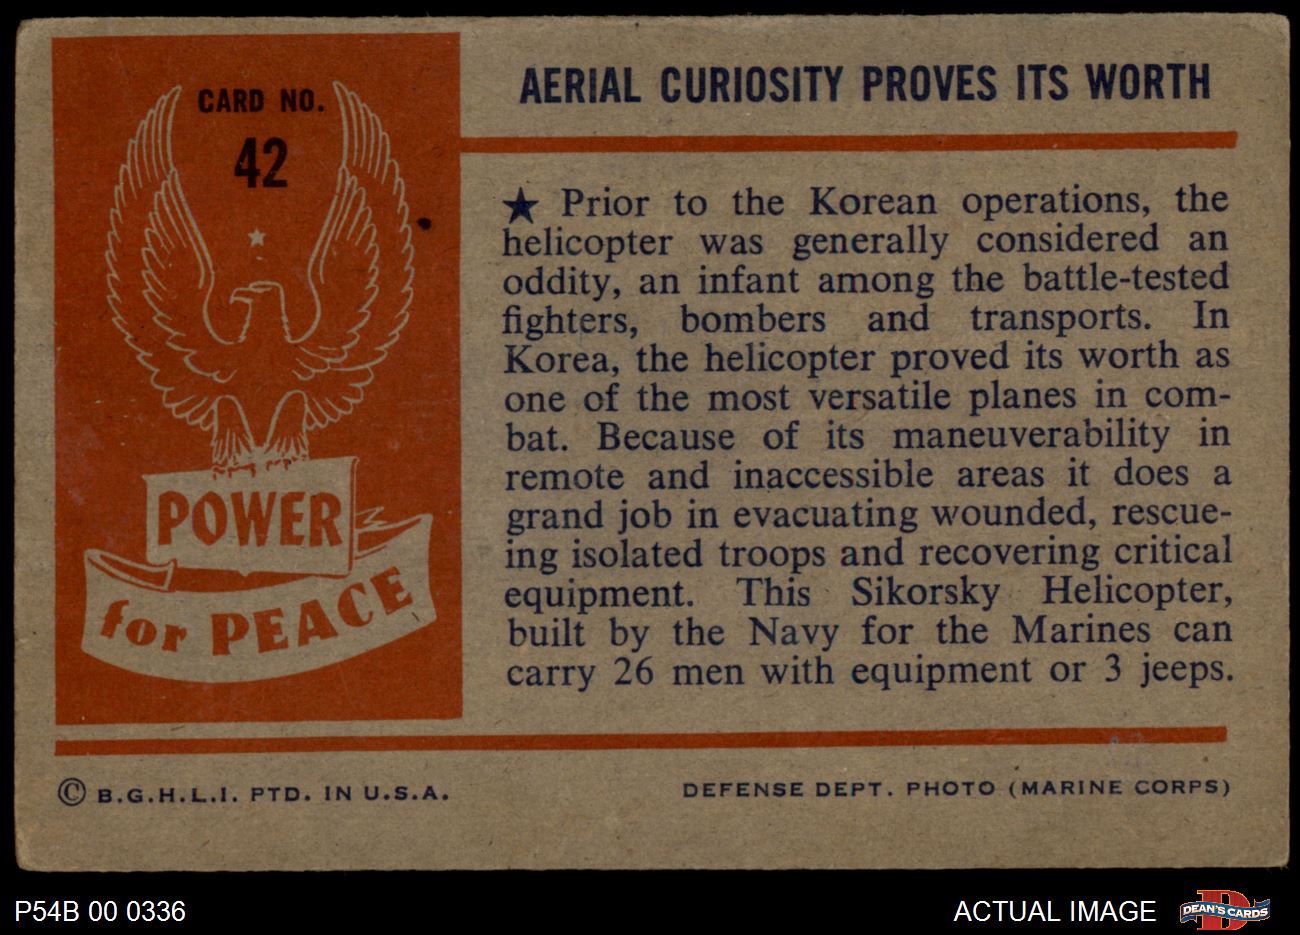 CARD NO.
42
POWER
for PEACE
AERIAL CURIOSITY PROVES ITS WORTH
★ Prior to the Korean operations, the
helicopter was generally considered an
oddity, an infant among the battle-tested
fighters, bombers and transports. In
Korea, the helicopter proved its worth as
one of the most versatile planes in com-
bat. Because of its maneuverability in
remote and inaccessible areas it does a
grand job in evacuating wounded, rescue-
ing isolated troops and recovering critical
equipment. This Sikorsky Helicopter,
built by the Navy for the Marines can
carry 26 men with equipment or 3 jeeps.
© B.G.H.L.I. PTD. IN U.S.A.
DEFENSE DEPT. PHOTO (MARINE CORPS)
P54B 00 0336
ACTUAL IMAGE
DEAN'S CARDS